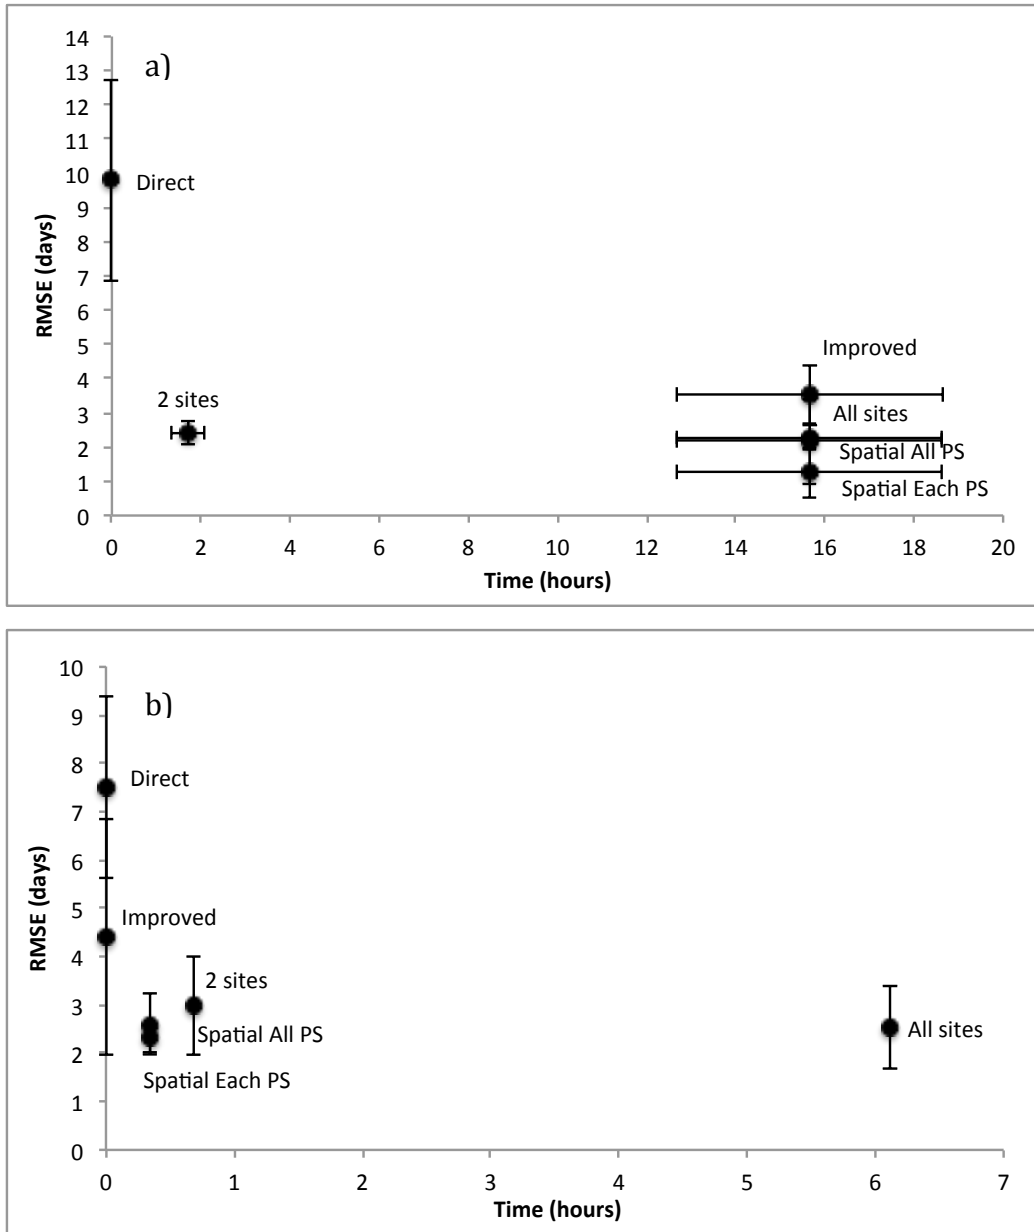 14
a)
13
12
11
10
Direct
9
8
7
6
5
Improved
4
2 sites
3
All sites
2
Spatial All PS
1
Spatial Each PS
0
RMSE (days)
0 2 4 6 8 10 12 14 16 18 20
Time (hours)
10
b)
9
8
Direct
7
6
5
Improved
4
2 sites
3
Spatial All PS
All sites
2
Spatial Each PS
1
0
RMSE (days)
0 1 2 3 4 5 6 7
Time (hours)